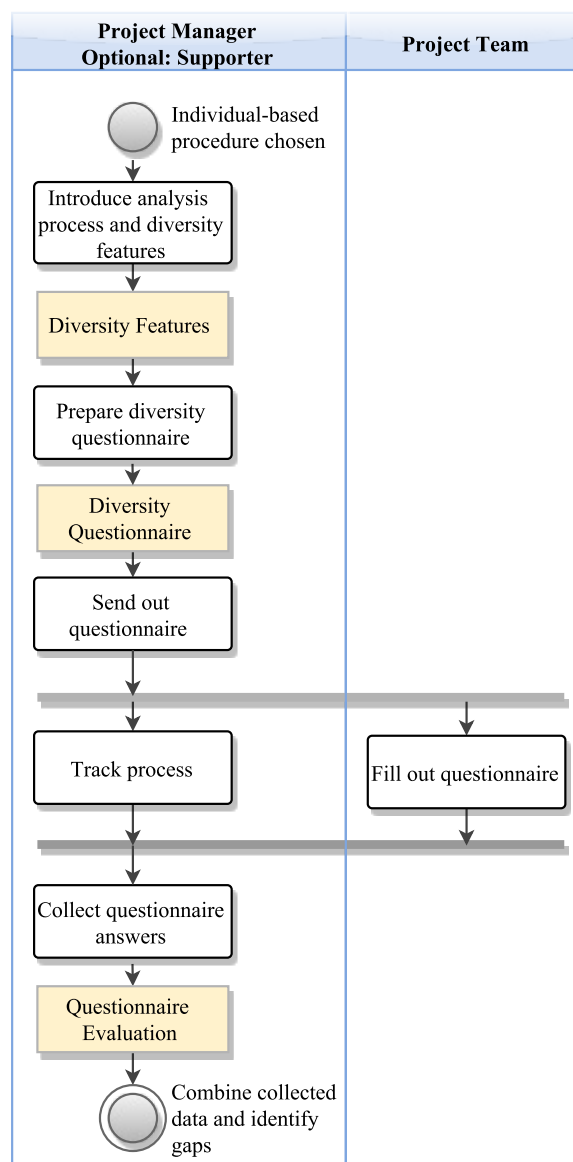 Project Manager
Optional: Supporter
Project Team
Individual-based
procedure chosen
Introduce analysis
process and diversity
features
Diversity Features
Prepare diversity
questionnaire
Diversity
Questionnaire
Send out
questionnaire
Track process
Fill out questionnaire
Collect questionnaire
answers
Questionnaire
Evaluation
Combine collected
data and identify
gaps